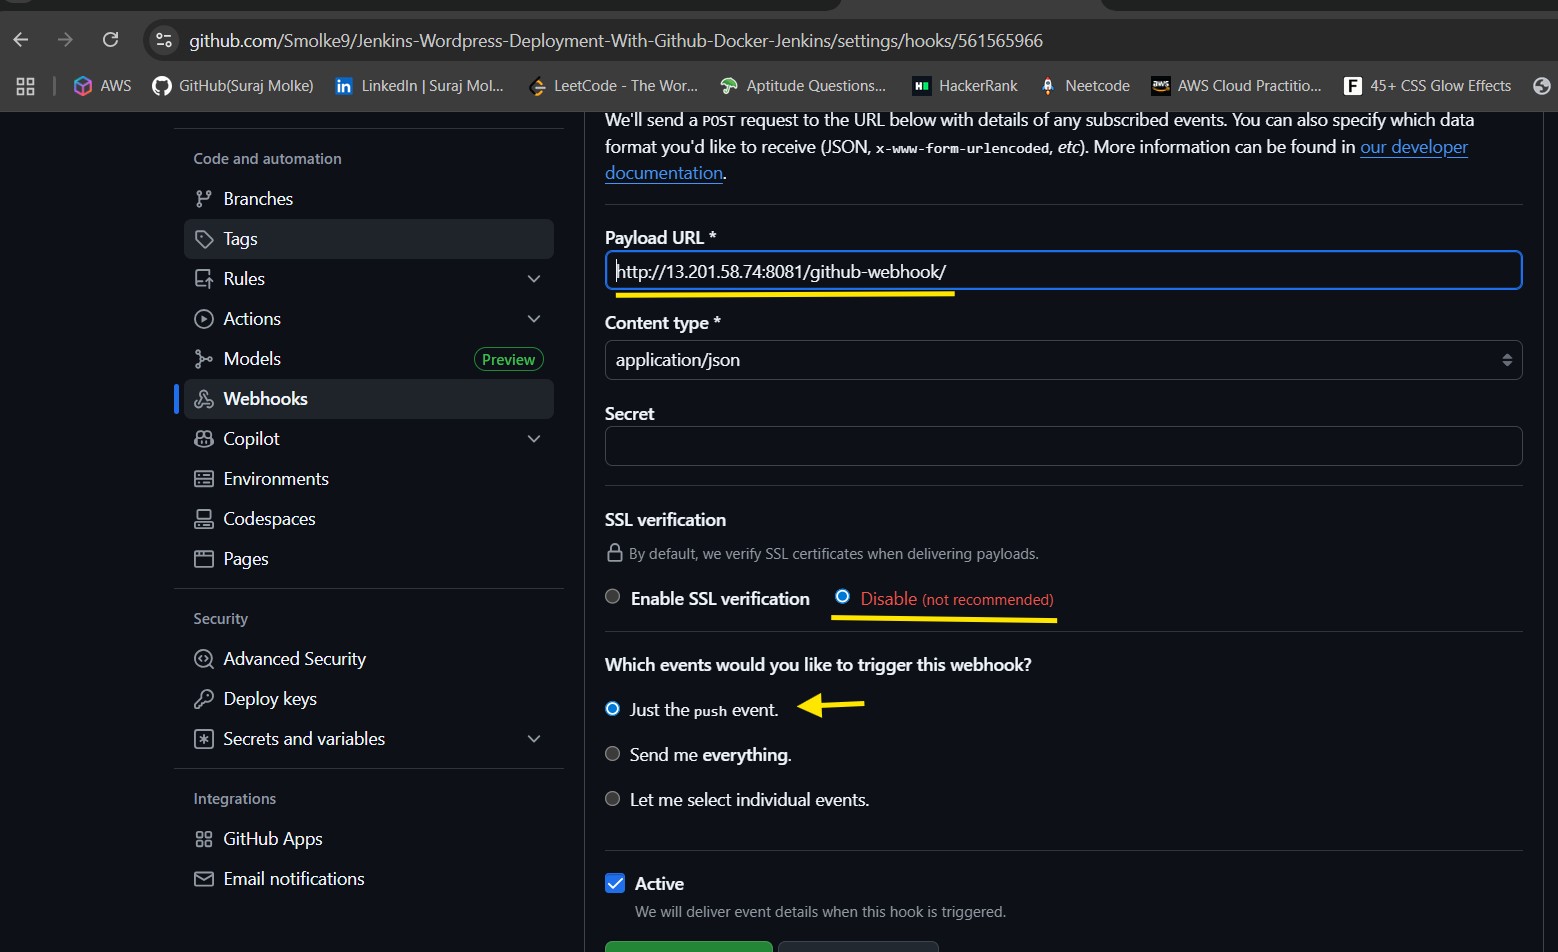 github.com/Smolke9/Jenkins-Wordpress-Deployment-With-Github-Docker-Jenkins/settings/hooks/561565966
AWS GitHub(Suraj Molke) LinkedIn | Suraj Mol... LeetCode - The Wor... Aptitude Questions... HackerRank Neetcode AWS Cloud Practitio... 45+ CSS Glow Effects
Code and automation
Branches
Tags
Rules
Actions
Models Preview
Webhooks
Copilot
Environments
Codespaces
Pages
Security
Advanced Security
Deploy keys
Secrets and variables
Integrations
GitHub Apps
Email notifications
We'll send a POST request to the URL below with details of any subscribed events. You can also specify which data
format you'd like to receive (JSON, x-www-form-urlencoded, etc). More information can be found in our developer
documentation.
Payload URL *
http://13.201.58.74:8081/github-webhook/
Content type *
application/json
Secret
SSL verification
By default, we verify SSL certificates when delivering payloads.
Enable SSL verification Disable (not recommended)
Which events would you like to trigger this webhook?
Just the push event.
Send me everything.
Let me select individual events.
Active
We will deliver event details when this hook is triggered.